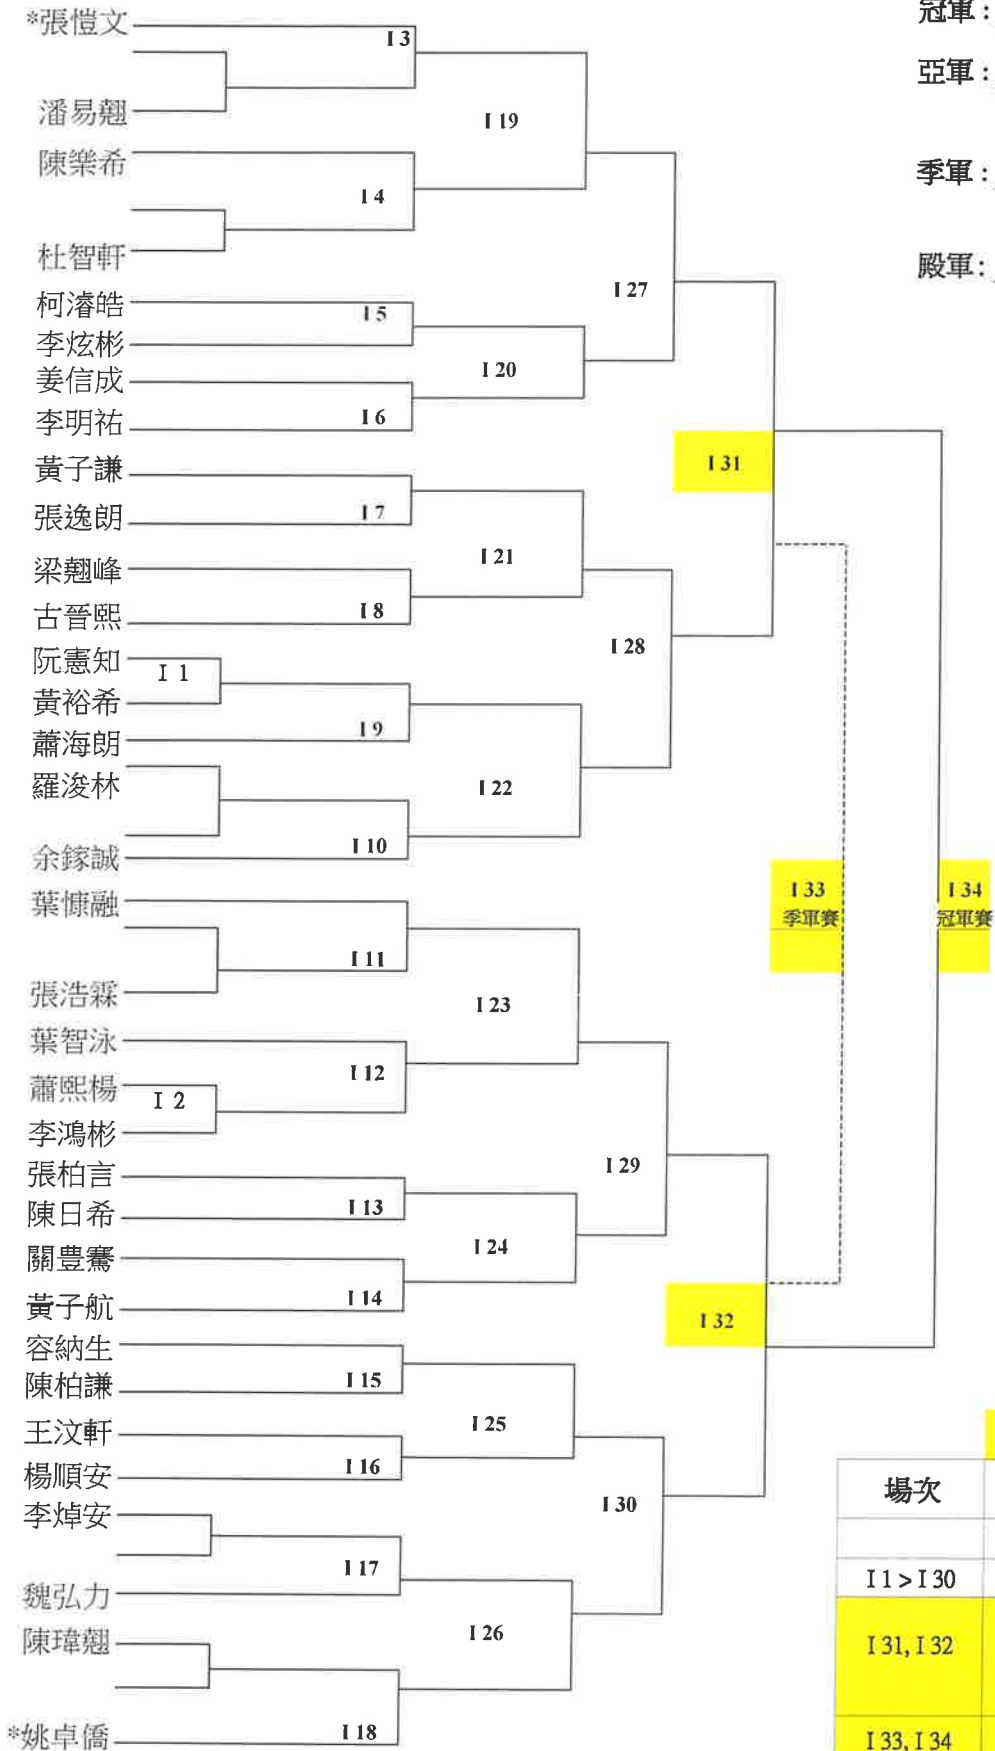 *張愷文
冠軍：
I 3
亞軍：
潘易翹
I 19
陳樂希
季軍：
I 4
杜智軒
殿軍：
I 27
柯濬皓
I 5
李炫彬
I 20
姜信成
I 6
李明祐
黃子謙
I 31
張逸朗
I 7
I 21
梁翹峰
I 8
古晉熙
I 28
阮憲知
I 1
黃裕希
I 9
蕭海朗
I 22
羅浚林
I 10
余鎵誠
葉慷融
I 33
季軍賽
I 34
冠軍賽
I 11
張浩霖
I 23
葉智泳
I 12
蕭熙楊
I 2
李鴻彬
I 29
張柏言
I 13
陳日希
I 24
關豊騫
I 14
黃子航
I 32
容納生
I 15
陳柏謙
I 25
王汶軒
I 16
楊順安
場次
李焯安
I 30
I 17
I 1 > I 30
魏弘力
I 26
陳瑋翹
I 31, I 32
I 18
*姚卓僑
I 33, I 34